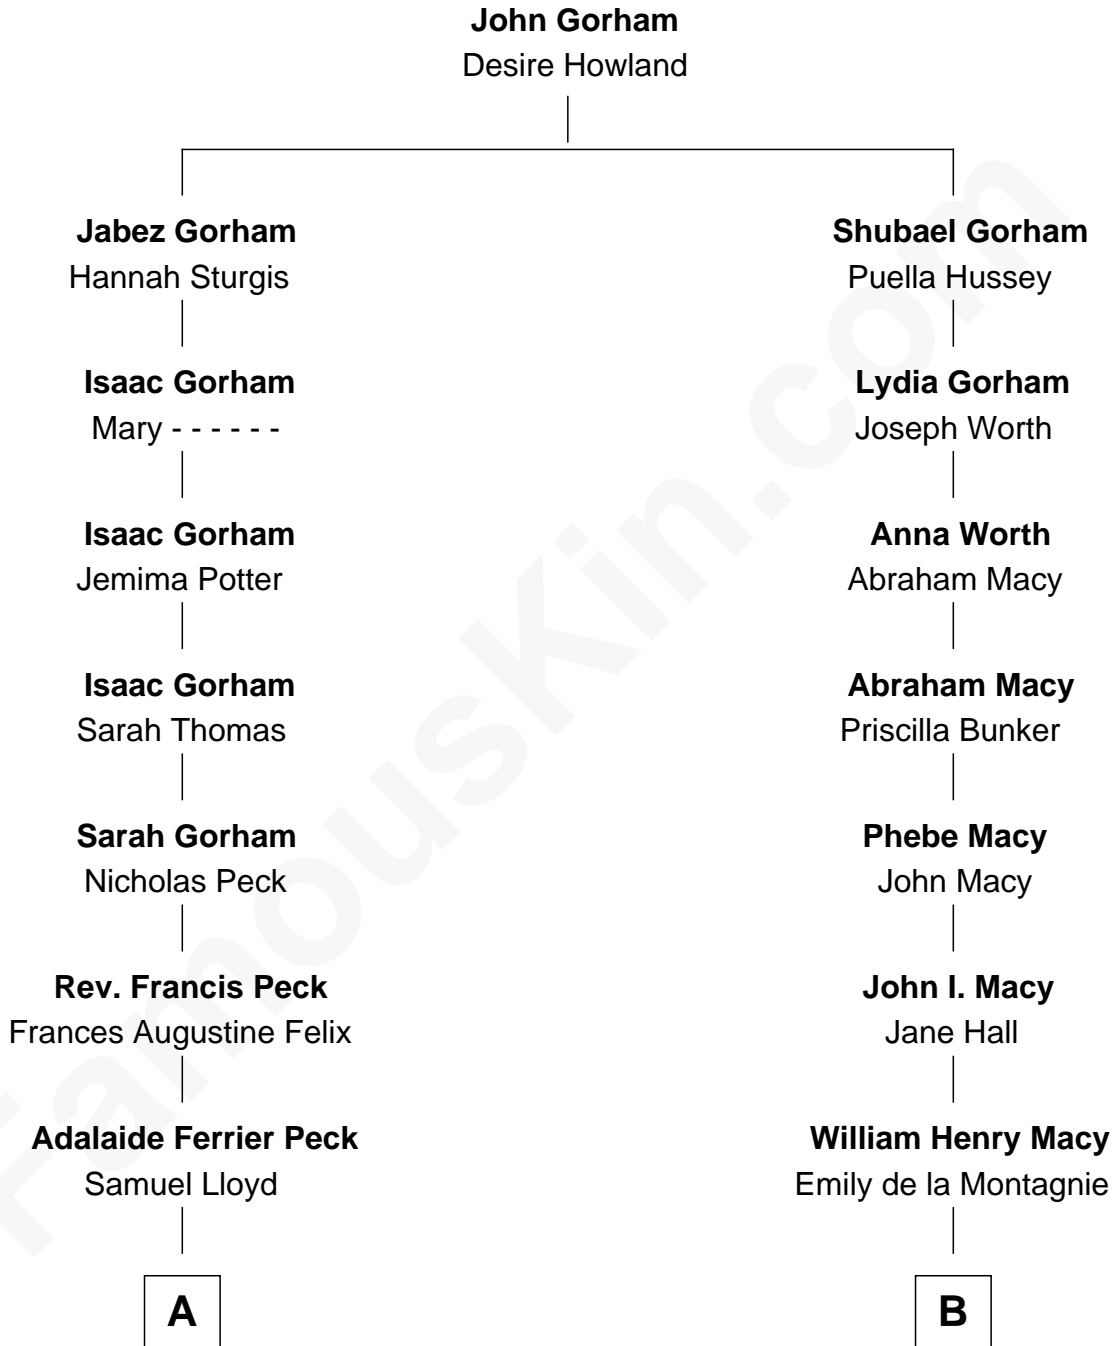 John Gorham
Desire Howland
Jabez Gorham
Hannah Sturgis
Shubael Gorham
Puella Hussey
Isaac Gorham
Mary - - - - - -
Lydia Gorham
Joseph Worth
Isaac Gorham
Jemima Potter
Anna Worth
Abraham Macy
Isaac Gorham
Sarah Thomas
Abraham Macy
Priscilla Bunker
Sarah Gorham
Nicholas Peck
Phebe Macy
John Macy
Rev. Francis Peck
Frances Augustine Felix
John I. Macy
Jane Hall
Adalaide Ferrier Peck
Samuel Lloyd
William Henry Macy
Emily de la Montagnie
A
B
FamousKin.com